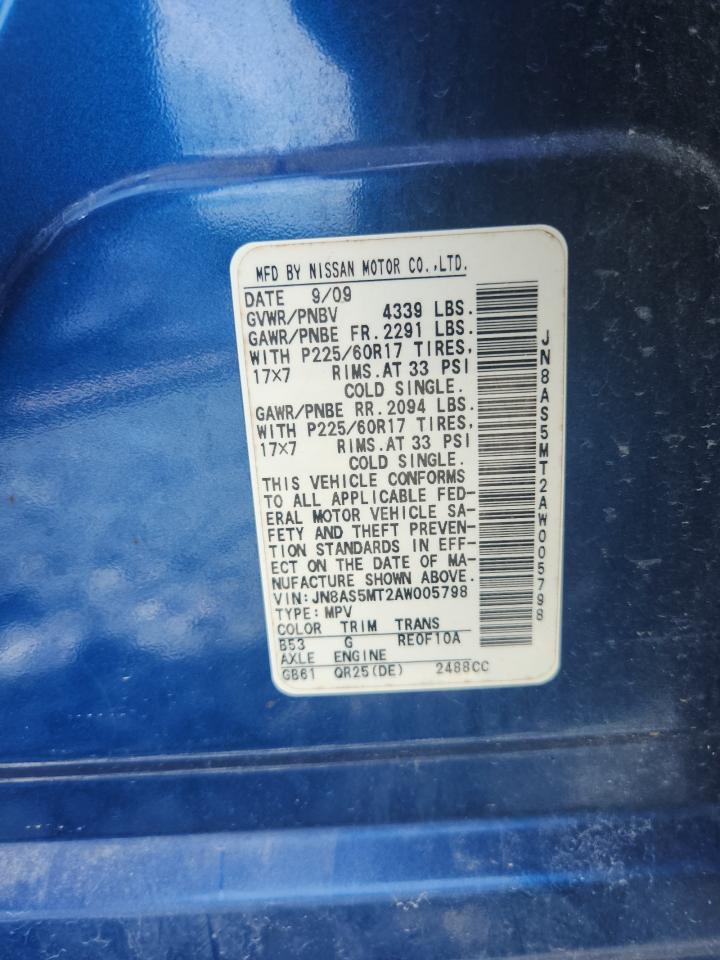 MFD BY NISSAN MOTOR CO.,LTD.
DATE 9/09
GVWR/PNBV 4339 LBS.
GAWR/PNBE FR.2291 LBS.
WITH P225/60R17 TIRES,
17×7 RIMS.AT 33 PSI
COLD SINGLE.
GAWR/PNBE RR.2094 LBS.
WITH P225/60R17 TIRES,
17×7 RIMS.AT 33 PSI
COLD SINGLE.
THIS VEHICLE CONFORMS
TO ALL APPLICABLE FED-
ERAL MOTOR VEHICLE SA-
FETY AND THEFT PREVEN-
TION STANDARDS IN EFF-
ECT ON THE DATE OF MA-
NUFACTURE SHOWN ABOVE.
VIN:JN8AS5MT2AW005798
TYPE:MPV
COLOR TRIM TRANS
B53 G RE0F10A
AXLE ENGINE
GB61 QR25(DE) 2488CC
JN8AS5MT2AW005798